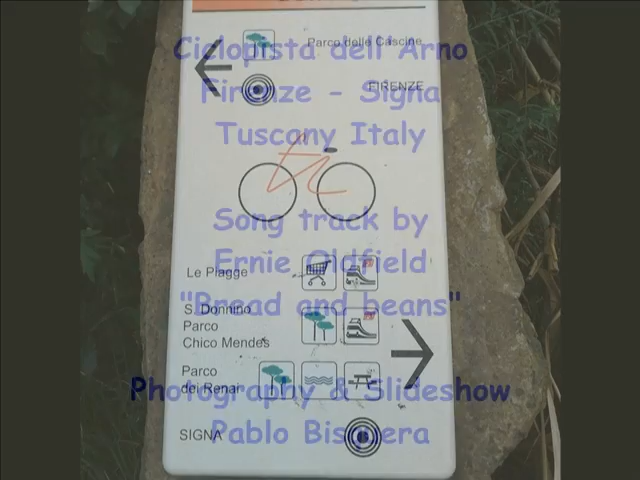 Parco delle Cascine
Ciclopista dell'Arno
FIRENZE
Firenze - Signa
Tuscany Italy
Song track by
Ernie Oldfield
Le Piagge
"Bread and beans"
S. Donnino
Parco
Chico Mendes
Parco
dei Renai
Photography & Slideshow
SIGNA
Pablo